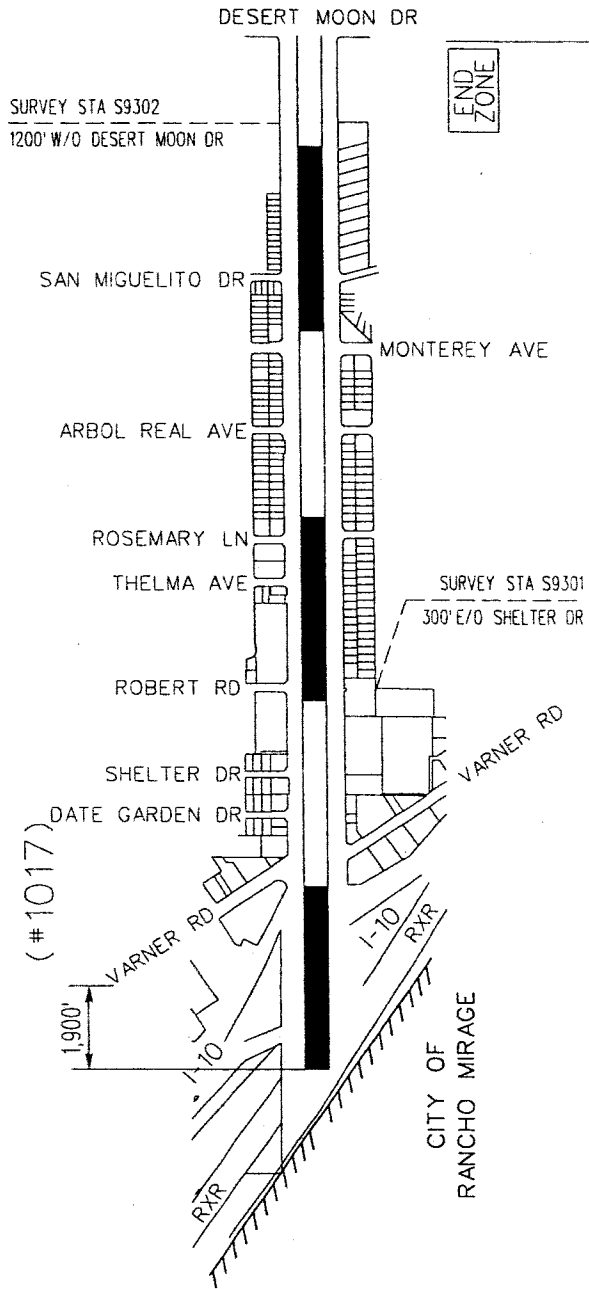 DESERT MOON DR
END
ZONE
SURVEY STA S9302
1200' W/O DESERT MOON DR
SAN MIGUELITO DR
MONTEREY AVE
ARBOL REAL AVE
ROSEMARY LN
THELMA AVE
SURVEY STA S9301
300' E/O SHELTER DR
ROBERT RD
VARNER RD
SHELTER DR
DATE GARDEN DR
(#1017)
VARNER RD
I-10
RXR
1,900'
I-10
CITY OF
RANCHO MIRAGE
RXR